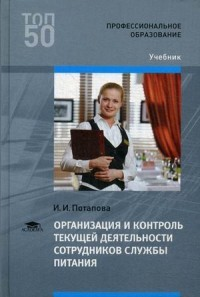 ТОП
50
ПРОФЕССИОНАЛЬНОЕ
ОБРАЗОВАНИЕ
Учебник
И. И. Потапова
ОРГАНИЗАЦИЯ И КОНТРОЛЬ
ТЕКУЩЕЙ ДЕЯТЕЛЬНОСТИ
СОТРУДНИКОВ СЛУЖБЫ
ПИТАНИЯ